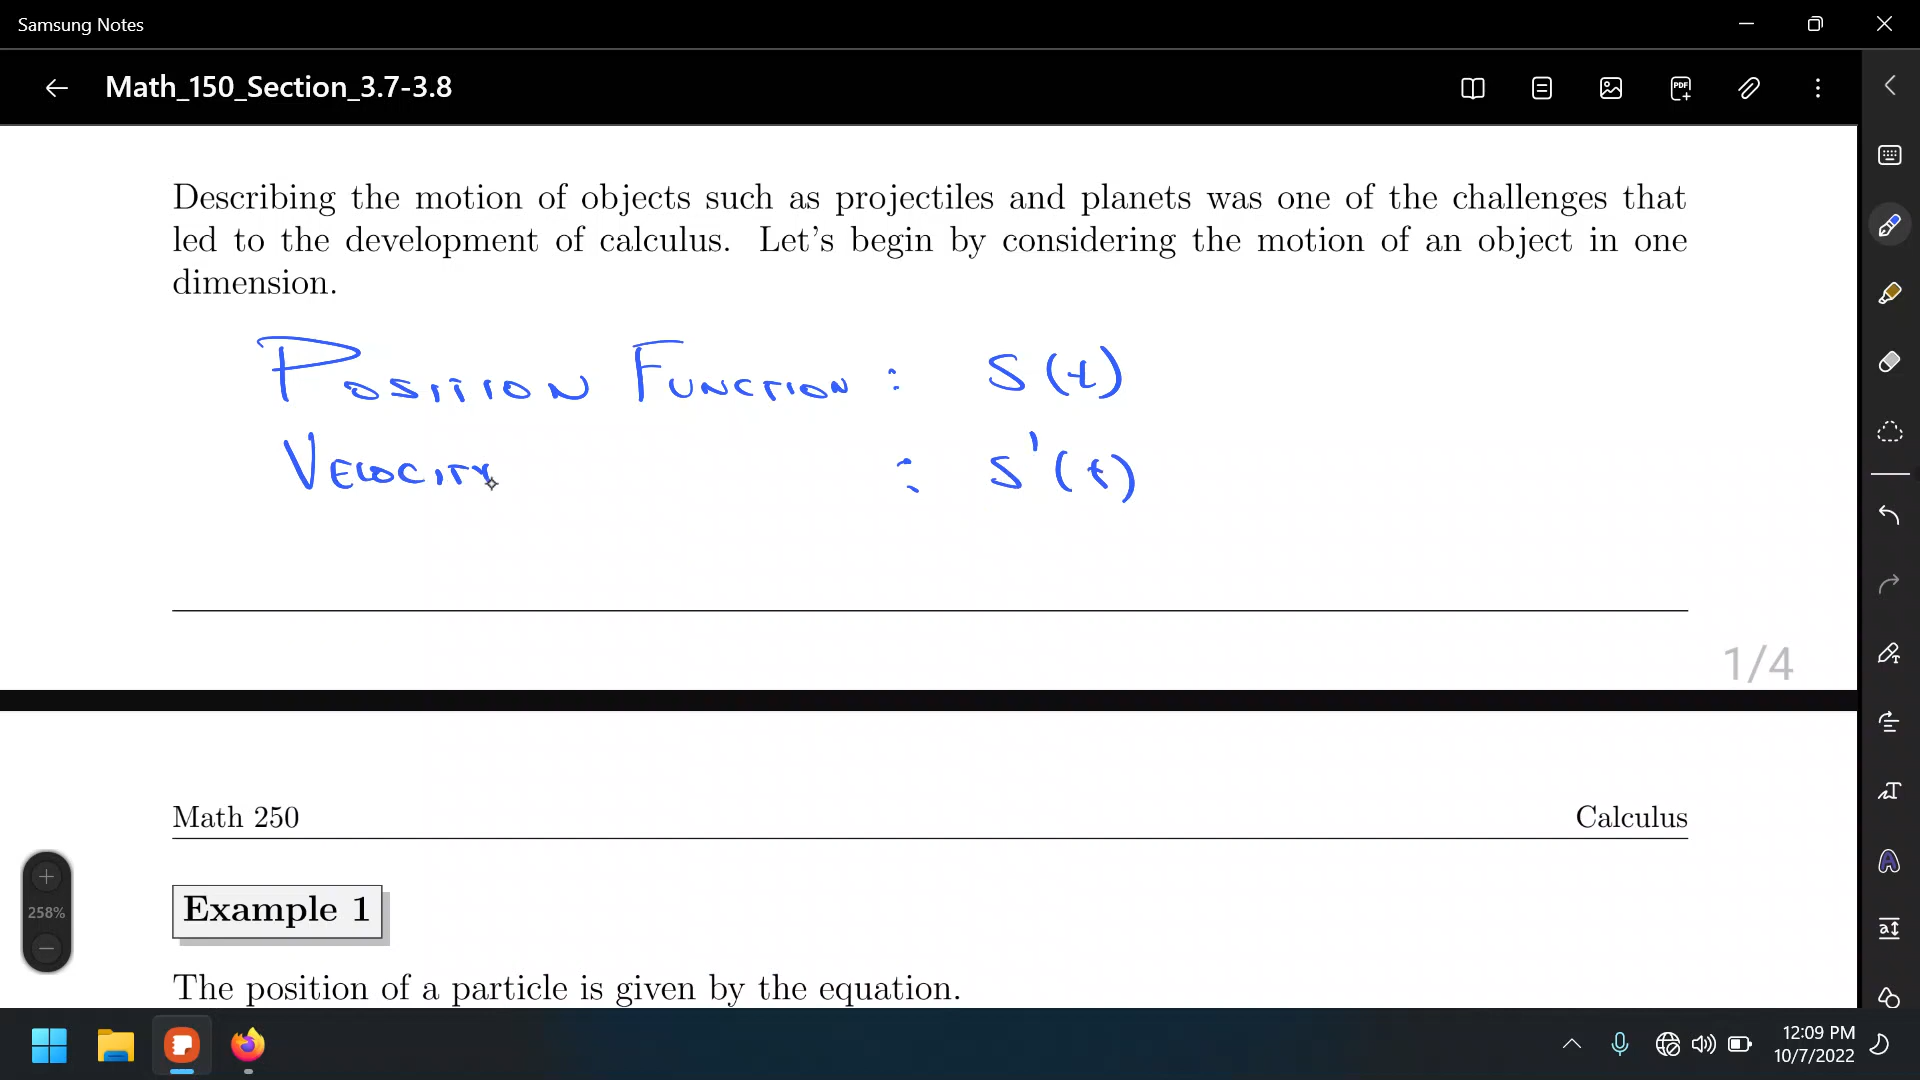 Samsung Notes
Math_150_Section_3.7-3.8
PDF
Describing the motion of objects such as projectiles and planets was one of the challenges that
led to the development of calculus. Let's begin by considering the motion of an object in one
dimension.
POSITION FUNCTION : S(t)
VELOCITY : S'(t)
1/4
Math 250 Calculus
258%
Example 1
The position of a particle is given by the equation.
12:09 PM
10/7/2022